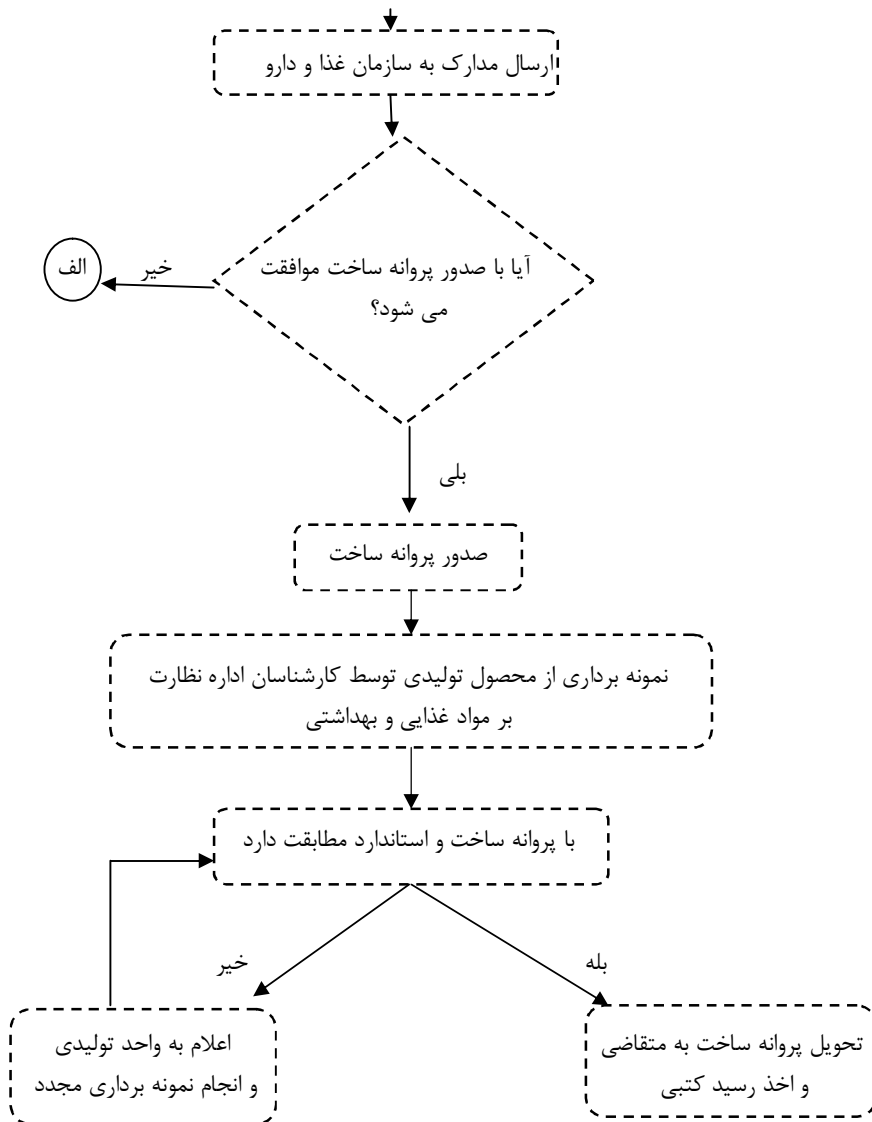 ارسال مدارک به سازمان غذا و دارو
آیا با صدور پروانه ساخت موافقت
می شود؟
خیر
الف
بلی
صدور پروانه ساخت
نمونه برداری از محصول تولیدی توسط کارشناسان اداره نظارت
بر مواد غذایی و بهداشتی
با پروانه ساخت و استاندارد مطابقت دارد
بله
خیر
تحویل پروانه ساخت به متقاضی
و اخذ رسید کتبی
اعلام به واحد تولیدی
و انجام نمونه برداری مجدد